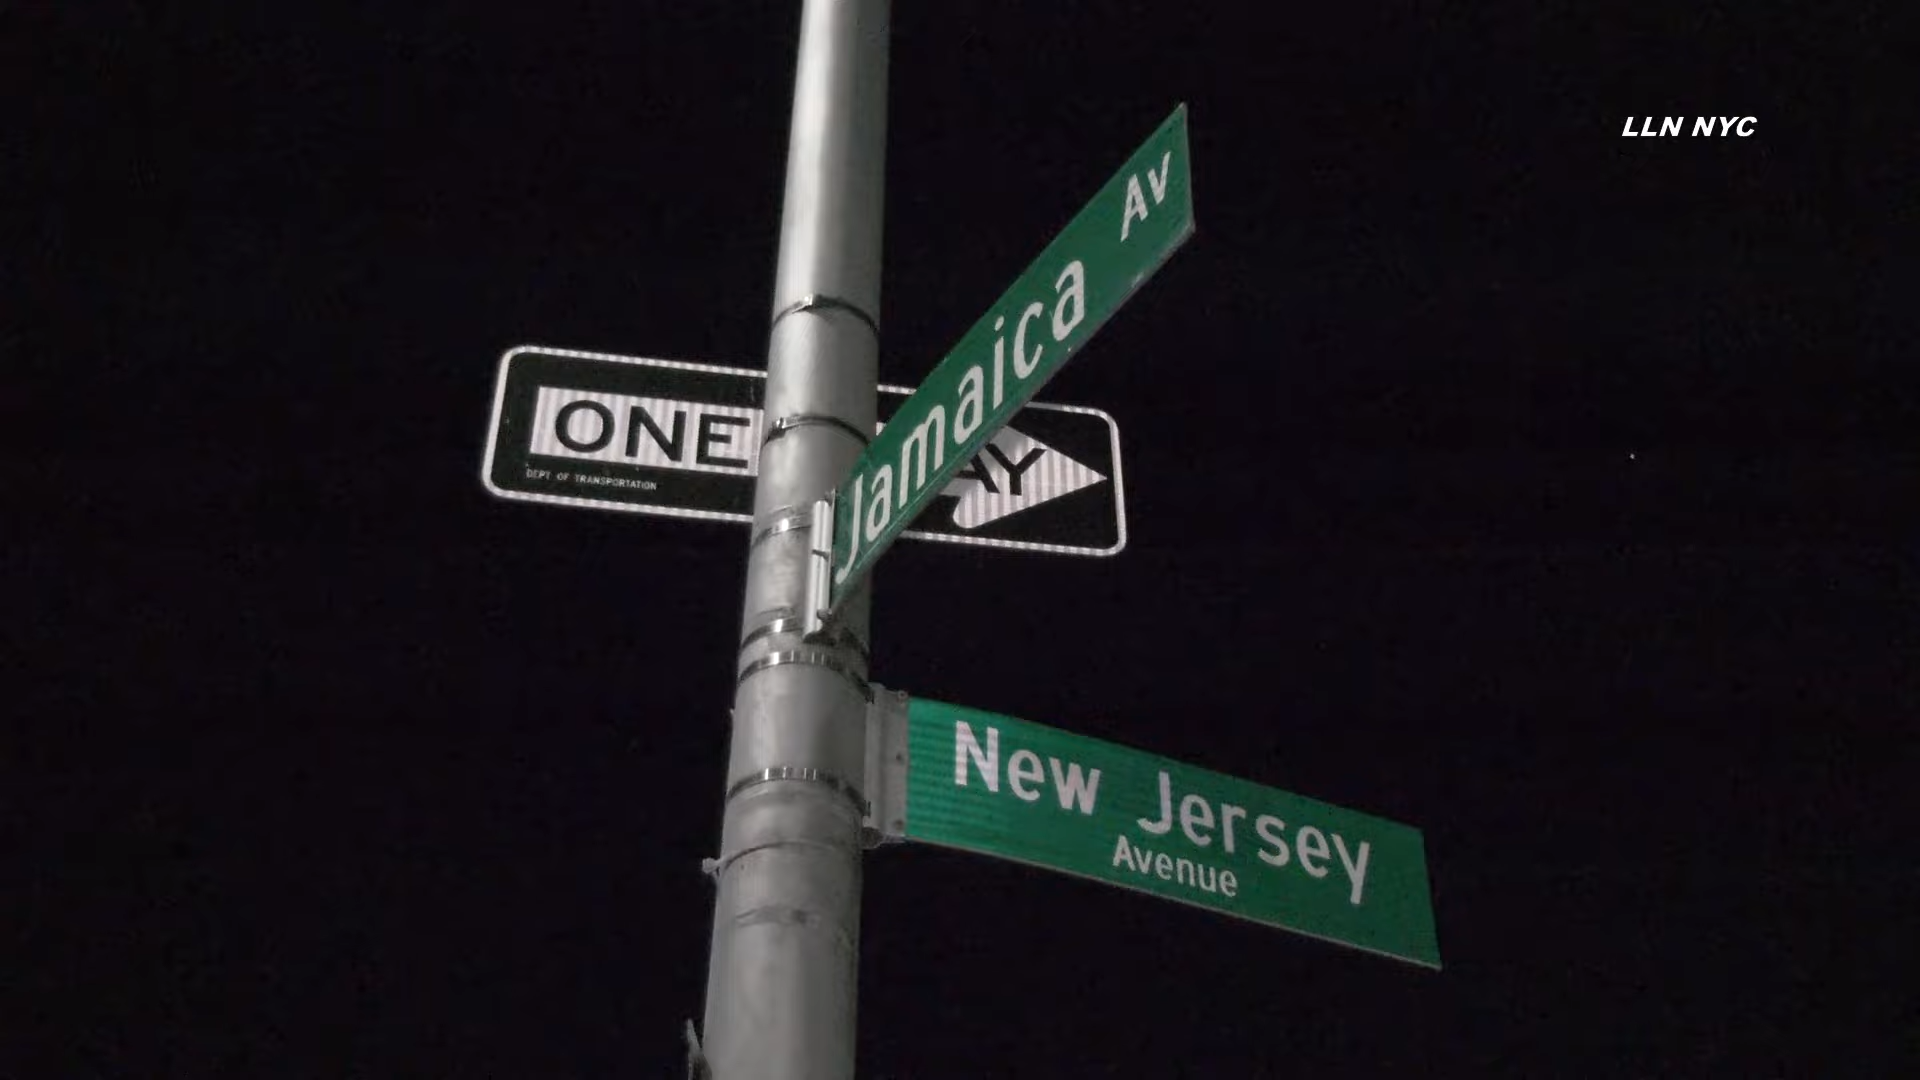 LLN NYC
Jamaica Av
ONE
DEPT OF TRANSPORTATION
New Jersey
Avenue